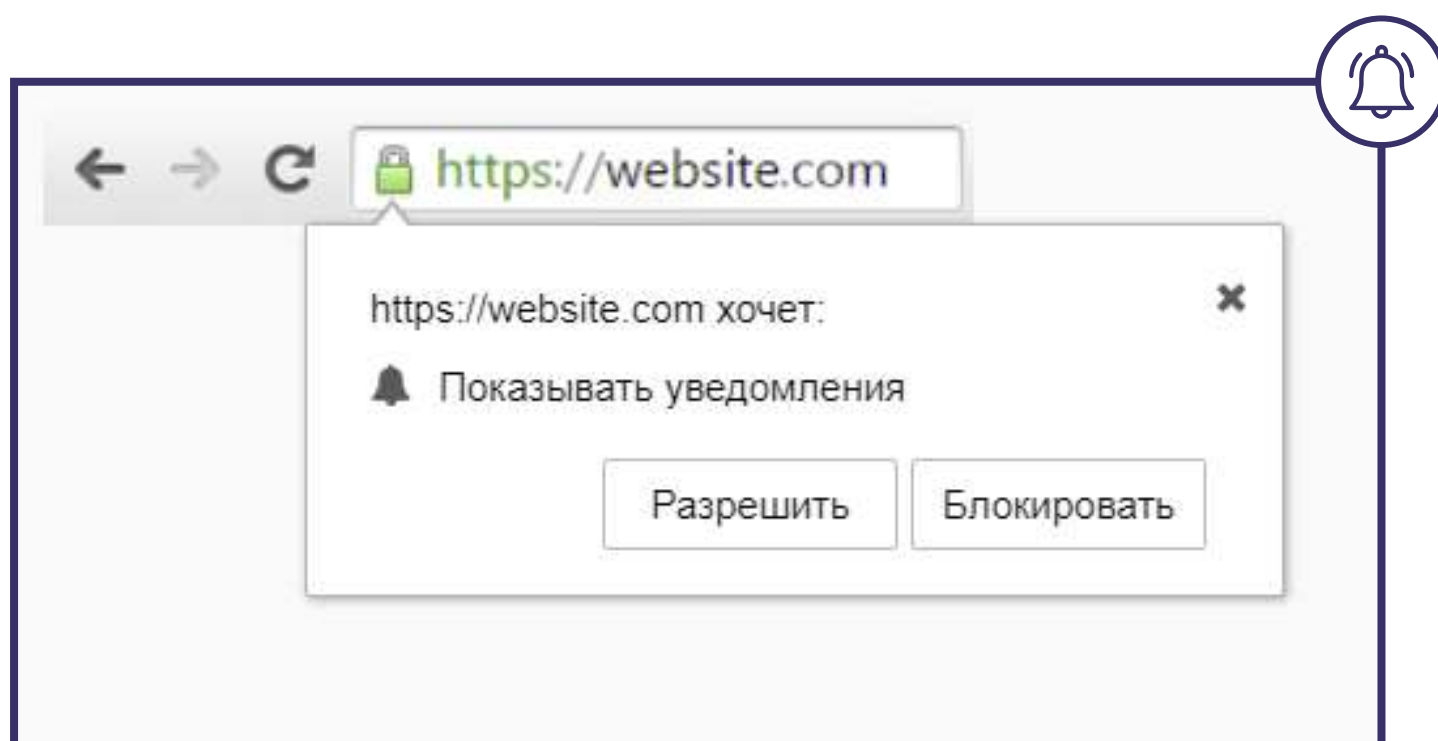 https://website.com
https://website.com хочет:
Показывать уведомления
Разрешить Блокировать